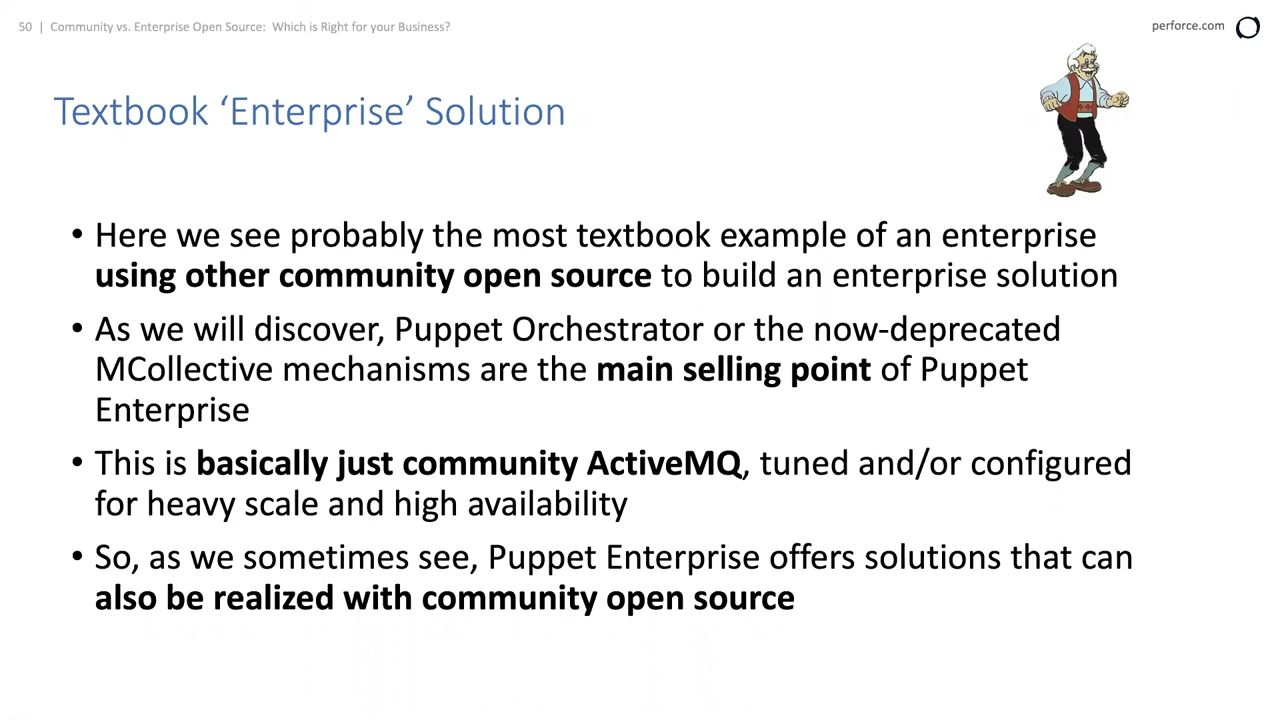 50 | Community vs. Enterprise Open Source: Which is Right for your Business?
perforce.com
Textbook ‘Enterprise’ Solution
• Here we see probably the most textbook example of an enterprise
using other community open source to build an enterprise solution
• As we will discover, Puppet Orchestrator or the now-deprecated
MCollective mechanisms are the main selling point of Puppet
Enterprise
• This is basically just community ActiveMQ, tuned and/or configured
for heavy scale and high availability
• So, as we sometimes see, Puppet Enterprise offers solutions that can
also be realized with community open source